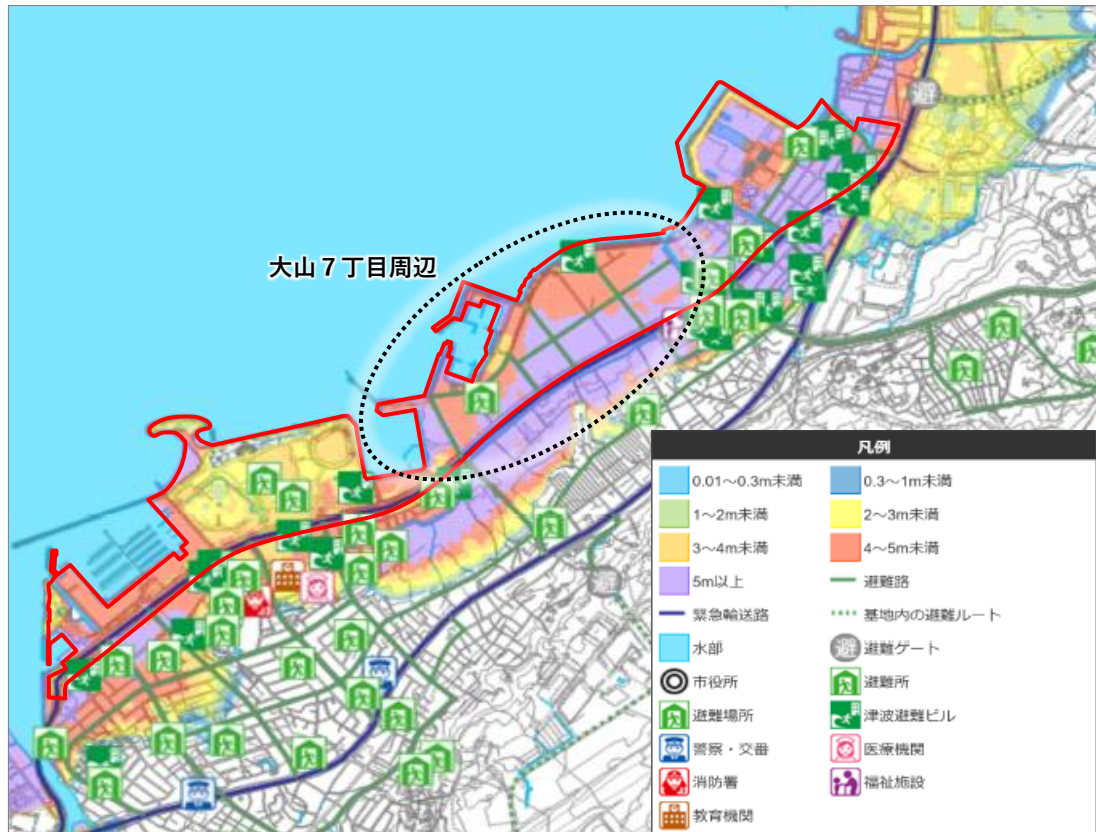 避
大山７丁目周辺
避
凡例
0.01～0.3m未満
0.3～1m未満
1～2m未満
2～3m未満
3～4m未満
4～5m未満
5m以上
避難路
緊急輸送路
基地内の避難ルート
水部
避 避難ゲート
市役所
避難所
避難場所
津波避難ビル
警察・交番
医療機関
消防署
福祉施設
教育機関